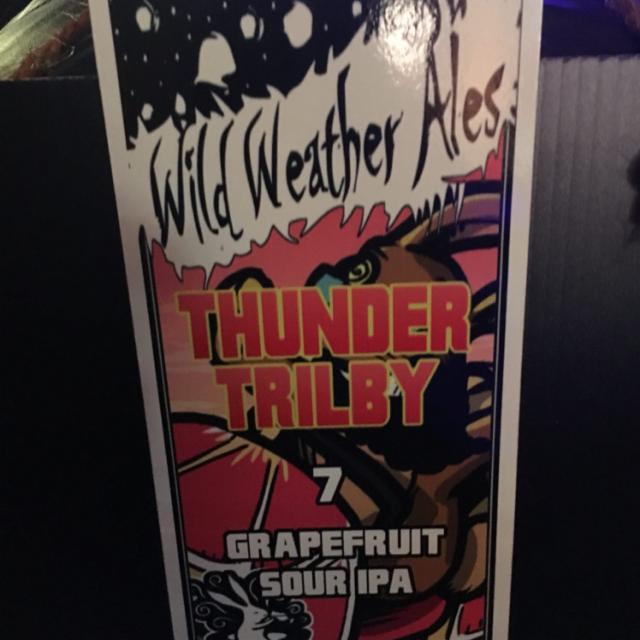 Wild Weather Ales
THUNDER
TRILBY
7
GRAPEFRUIT
SOUR IPA